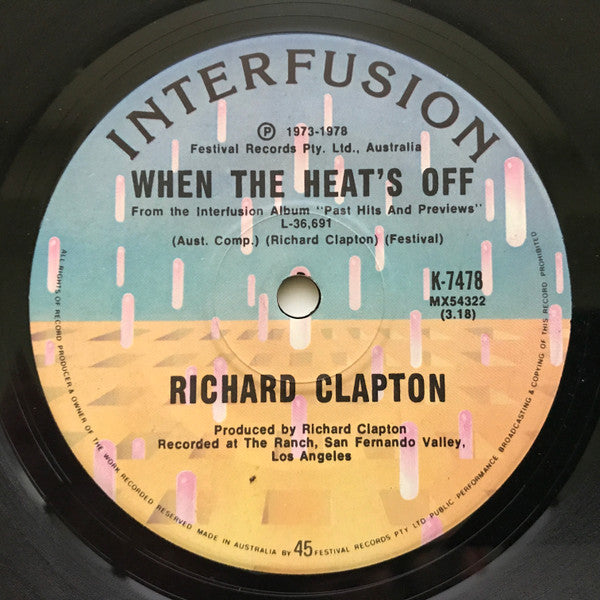 INTERFUSION
Ⓟ 1973-1978
Festival Records Pty. Ltd., Australia
WHEN THE HEAT'S OFF
From the Interfusion Album "Past Hits And Previews"
L-36,691
(Aust. Comp.) (Richard Clapton) (Festival)
K-7478
MX54322
(3.18)
RICHARD CLAPTON
Produced by Richard Clapton
Recorded at The Ranch, San Fernando Valley,
Los Angeles
ALL RIGHTS OF RECORD PRODUCER & OWNER OF THE WORK RECORDED RESERVED MADE IN AUSTRALIA BY 45 FESTIVAL RECORDS PTY LTD PUBLIC PERFORMANCE BROADCASTING & COPYING OF THIS RECORD PROHIBITED